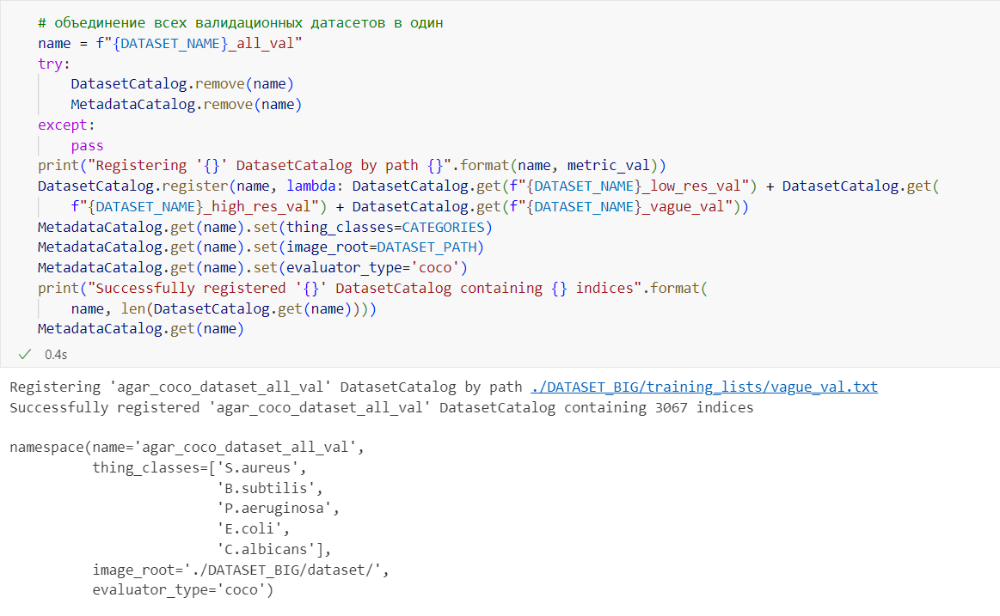 # объединение всех валидационных датасетов в один
name = f"{DATASET_NAME}_all_val"
try:
    DatasetCatalog.remove(name)
    MetadataCatalog.remove(name)
except:
    pass
print("Registering '{}' DatasetCatalog by path {}".format(name, metric_val))
DatasetCatalog.register(name, lambda: DatasetCatalog.get(f"{DATASET_NAME}_low_res_val") + DatasetCatalog.get(
    f"{DATASET_NAME}_high_res_val") + DatasetCatalog.get(f"{DATASET_NAME}_vague_val"))
MetadataCatalog.get(name).set(thing_classes=CATEGORIES)
MetadataCatalog.get(name).set(image_root=DATASET_PATH)
MetadataCatalog.get(name).set(evaluator_type='coco')
print("Successfully registered '{}' DatasetCatalog containing {} indices".format(
    name, len(DatasetCatalog.get(name))))
MetadataCatalog.get(name)
✓ 0.4s
Registering 'agar_coco_dataset_all_val' DatasetCatalog by path ./DATASET_BIG/training_lists/vague_val.txt
Successfully registered 'agar_coco_dataset_all_val' DatasetCatalog containing 3067 indices
namespace(name='agar_coco_dataset_all_val',
          thing_classes=['S.aureus',
                         'B.subtilis',
                         'P.aeruginosa',
                         'E.coli',
                         'C.albicans'],
          image_root='./DATASET_BIG/dataset/',
          evaluator_type='coco')